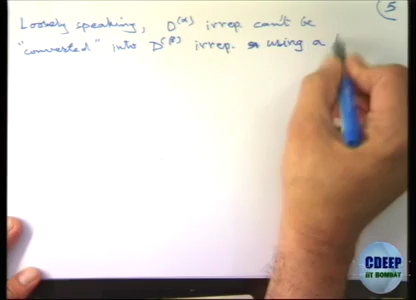 5
Loosely speaking, D^(α) irrep. can't be
"converted" into D^(β) irrep. using a
CDEEP
IIT BOMBAY